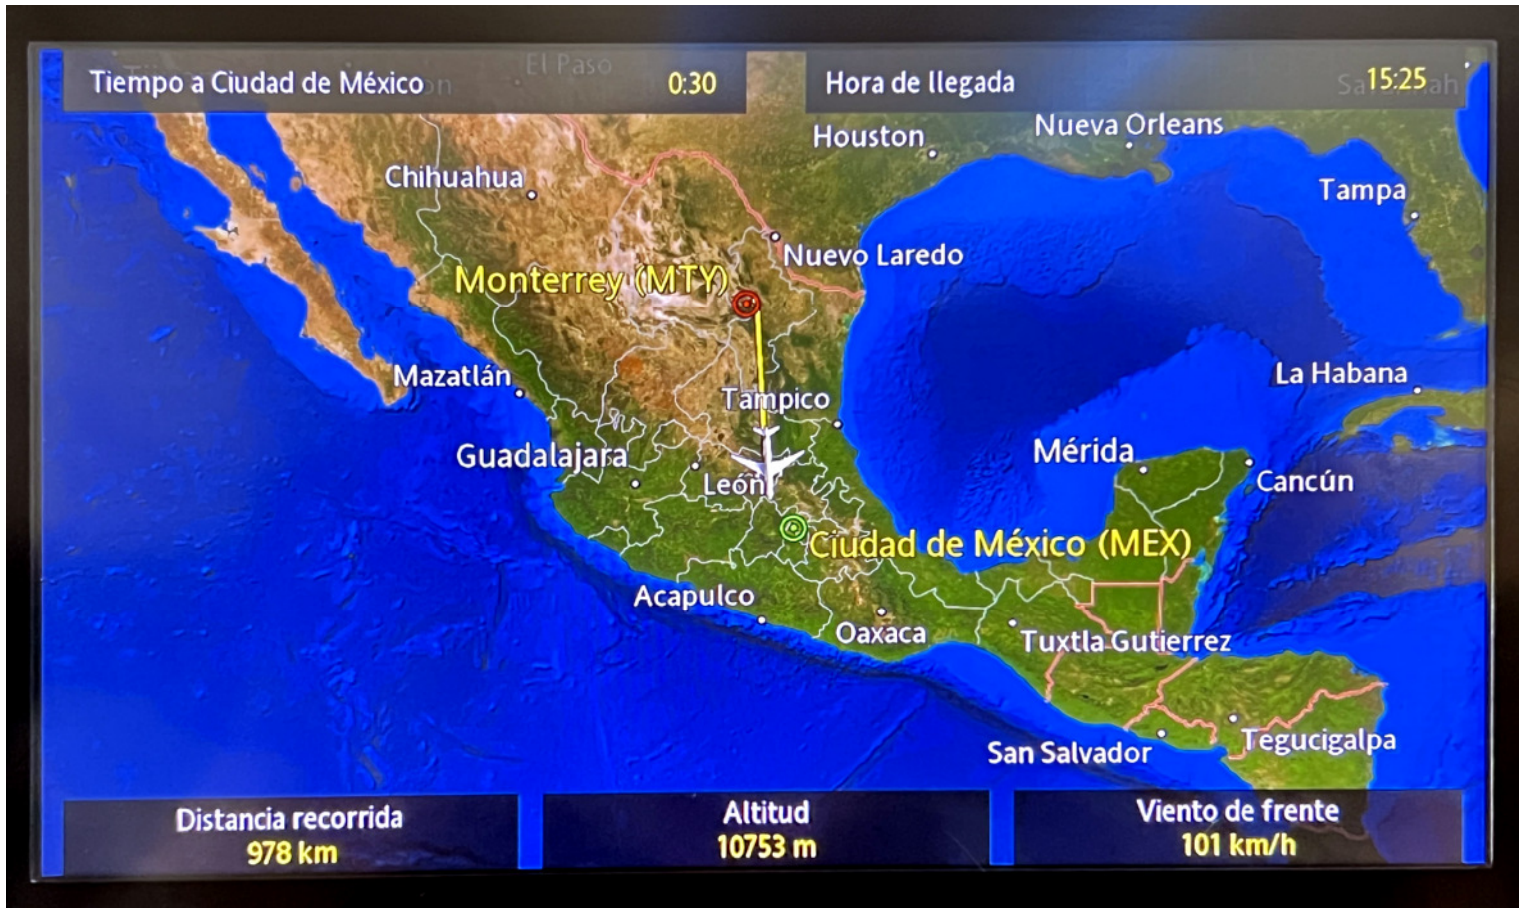 El Paso
Tiempo a Ciudad de México 0:30
Hora de llegada 15:25
Houston
Nueva Orleans
Chihuahua
Tampa
Nuevo Laredo
Monterrey (MTY)
Mazatlán
Tampico
La Habana
Guadalajara
León
Mérida
Cancún
Ciudad de México (MEX)
Acapulco
Oaxaca
Tuxtla Gutierrez
San Salvador
Tegucigalpa
Distancia recorrida
978 km
Altitud
10753 m
Viento de frente
101 km/h